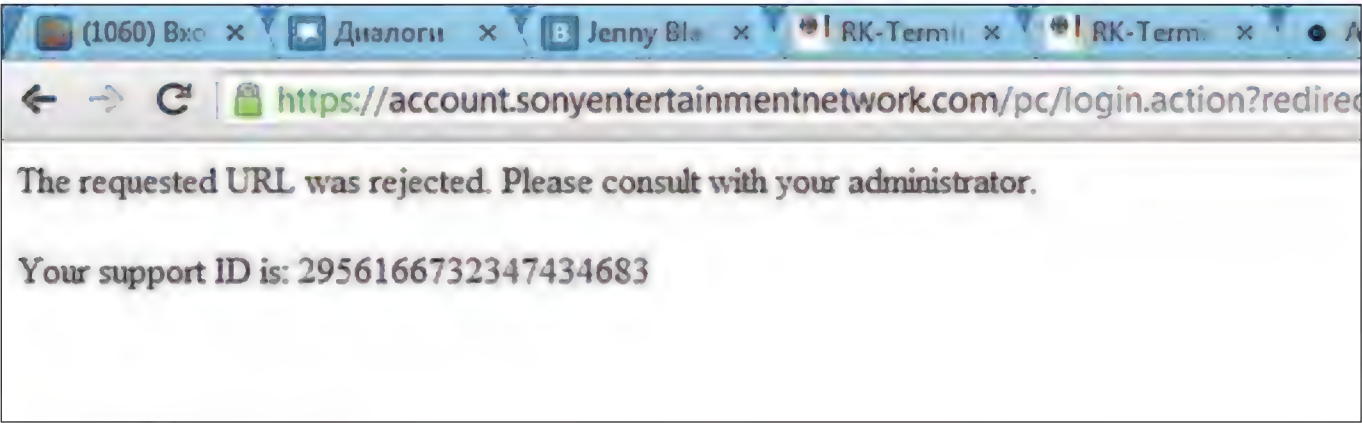 (1060) Вхо
Диалоги
Jenny Bla
RK-Termi
RK-Term
https://account.sonyentertainmentnetwork.com/pc/login.action?redirec
The requested URL was rejected. Please consult with your administrator.
Your support ID is: 2956166732347434683